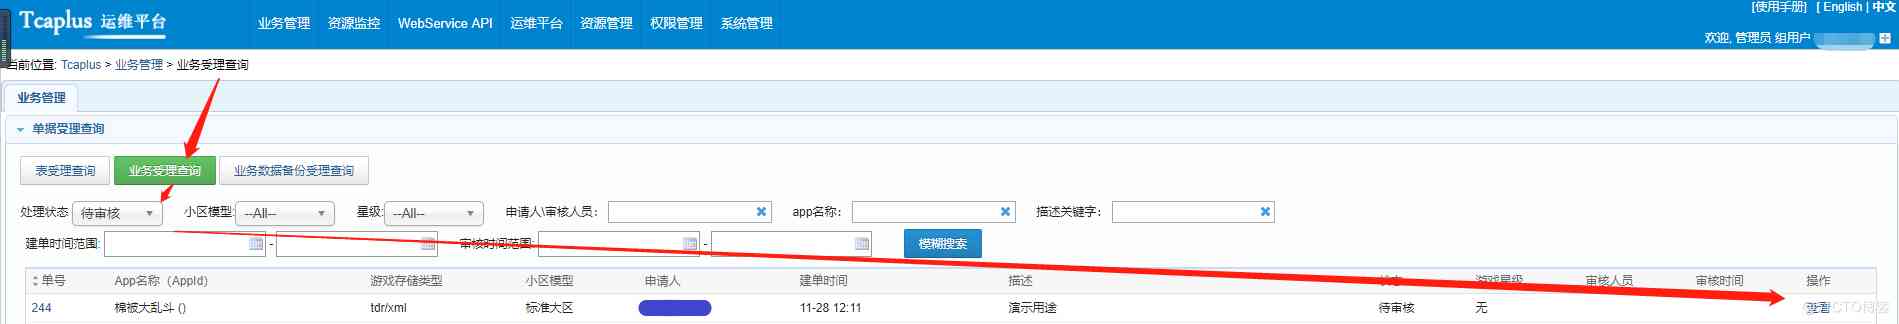 [使用手册] [ English | 中文
Tcaplus 运维平台 业务管理 资源监控 WebService API 运维平台 资源管理 权限管理 系统管理
欢迎, 管理员 组用户
当前位置: Tcaplus > 业务管理 > 业务受理查询
业务管理
单据受理查询
表受理查询 业务受理查询 业务数据备份受理查询
处理状态 待审核 小区模型: --All-- 星级: --All-- 申请人\审核人员: app名称: 描述关键字:
建单时间范围: - 审核时间范围: - 模糊搜索
单号 App名称 (AppId) 游戏存储类型 小区模型 申请人 建单时间 描述 状态 游戏星级 审核人员 审核时间 操作
244 棉被大乱斗 () tdr/xml 标准大区 11-28 12:11 演示用途 待审核 无 查看